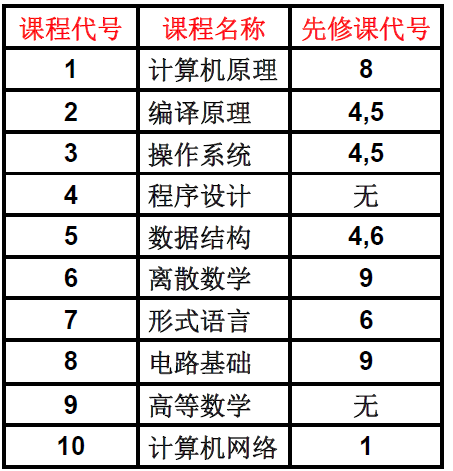 课程代号 课程名称 先修课代号
1 计算机原理 8
2 编译原理 4,5
3 操作系统 4,5
4 程序设计 无
5 数据结构 4,6
6 离散数学 9
7 形式语言 6
8 电路基础 9
9 高等数学 无
10 计算机网络 1